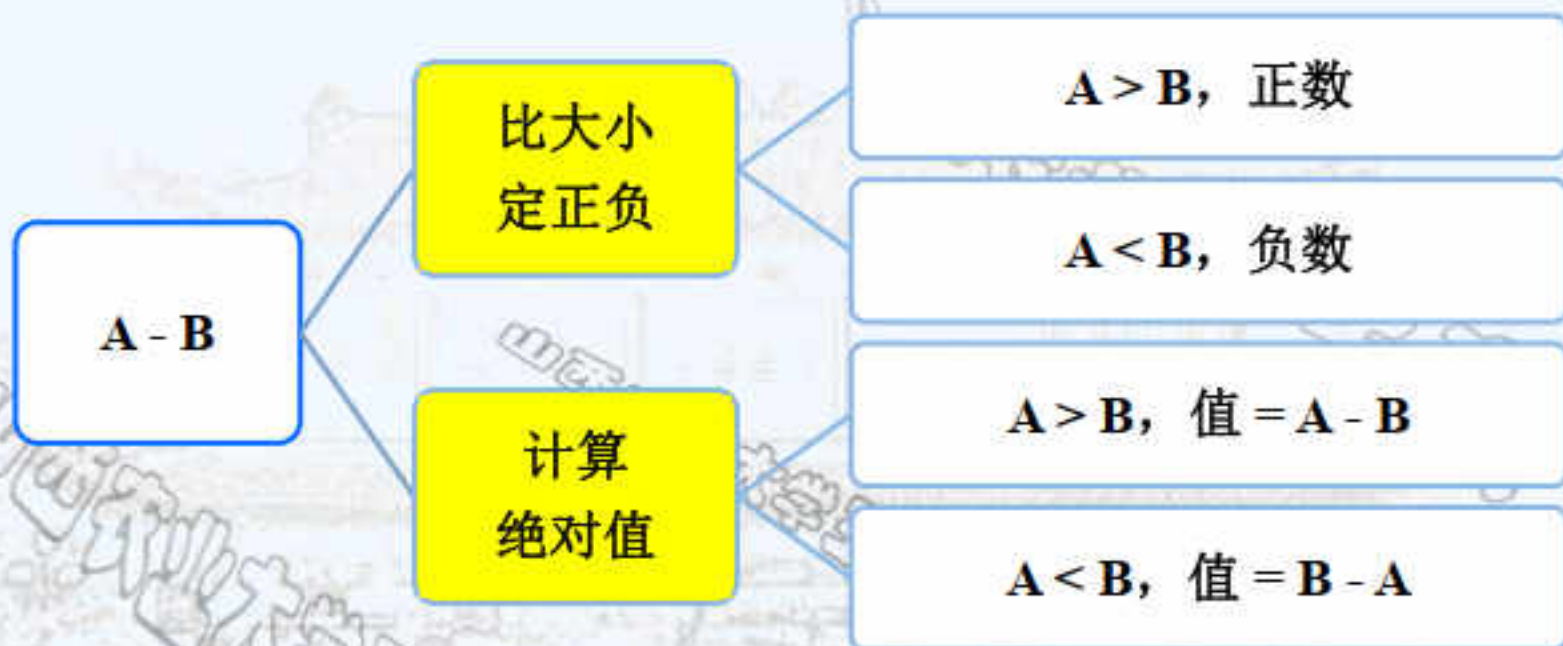 A - B
比大小
定正负
A > B，正数
A < B，负数
计算
绝对值
A > B，值 = A - B
A < B，值 = B - A